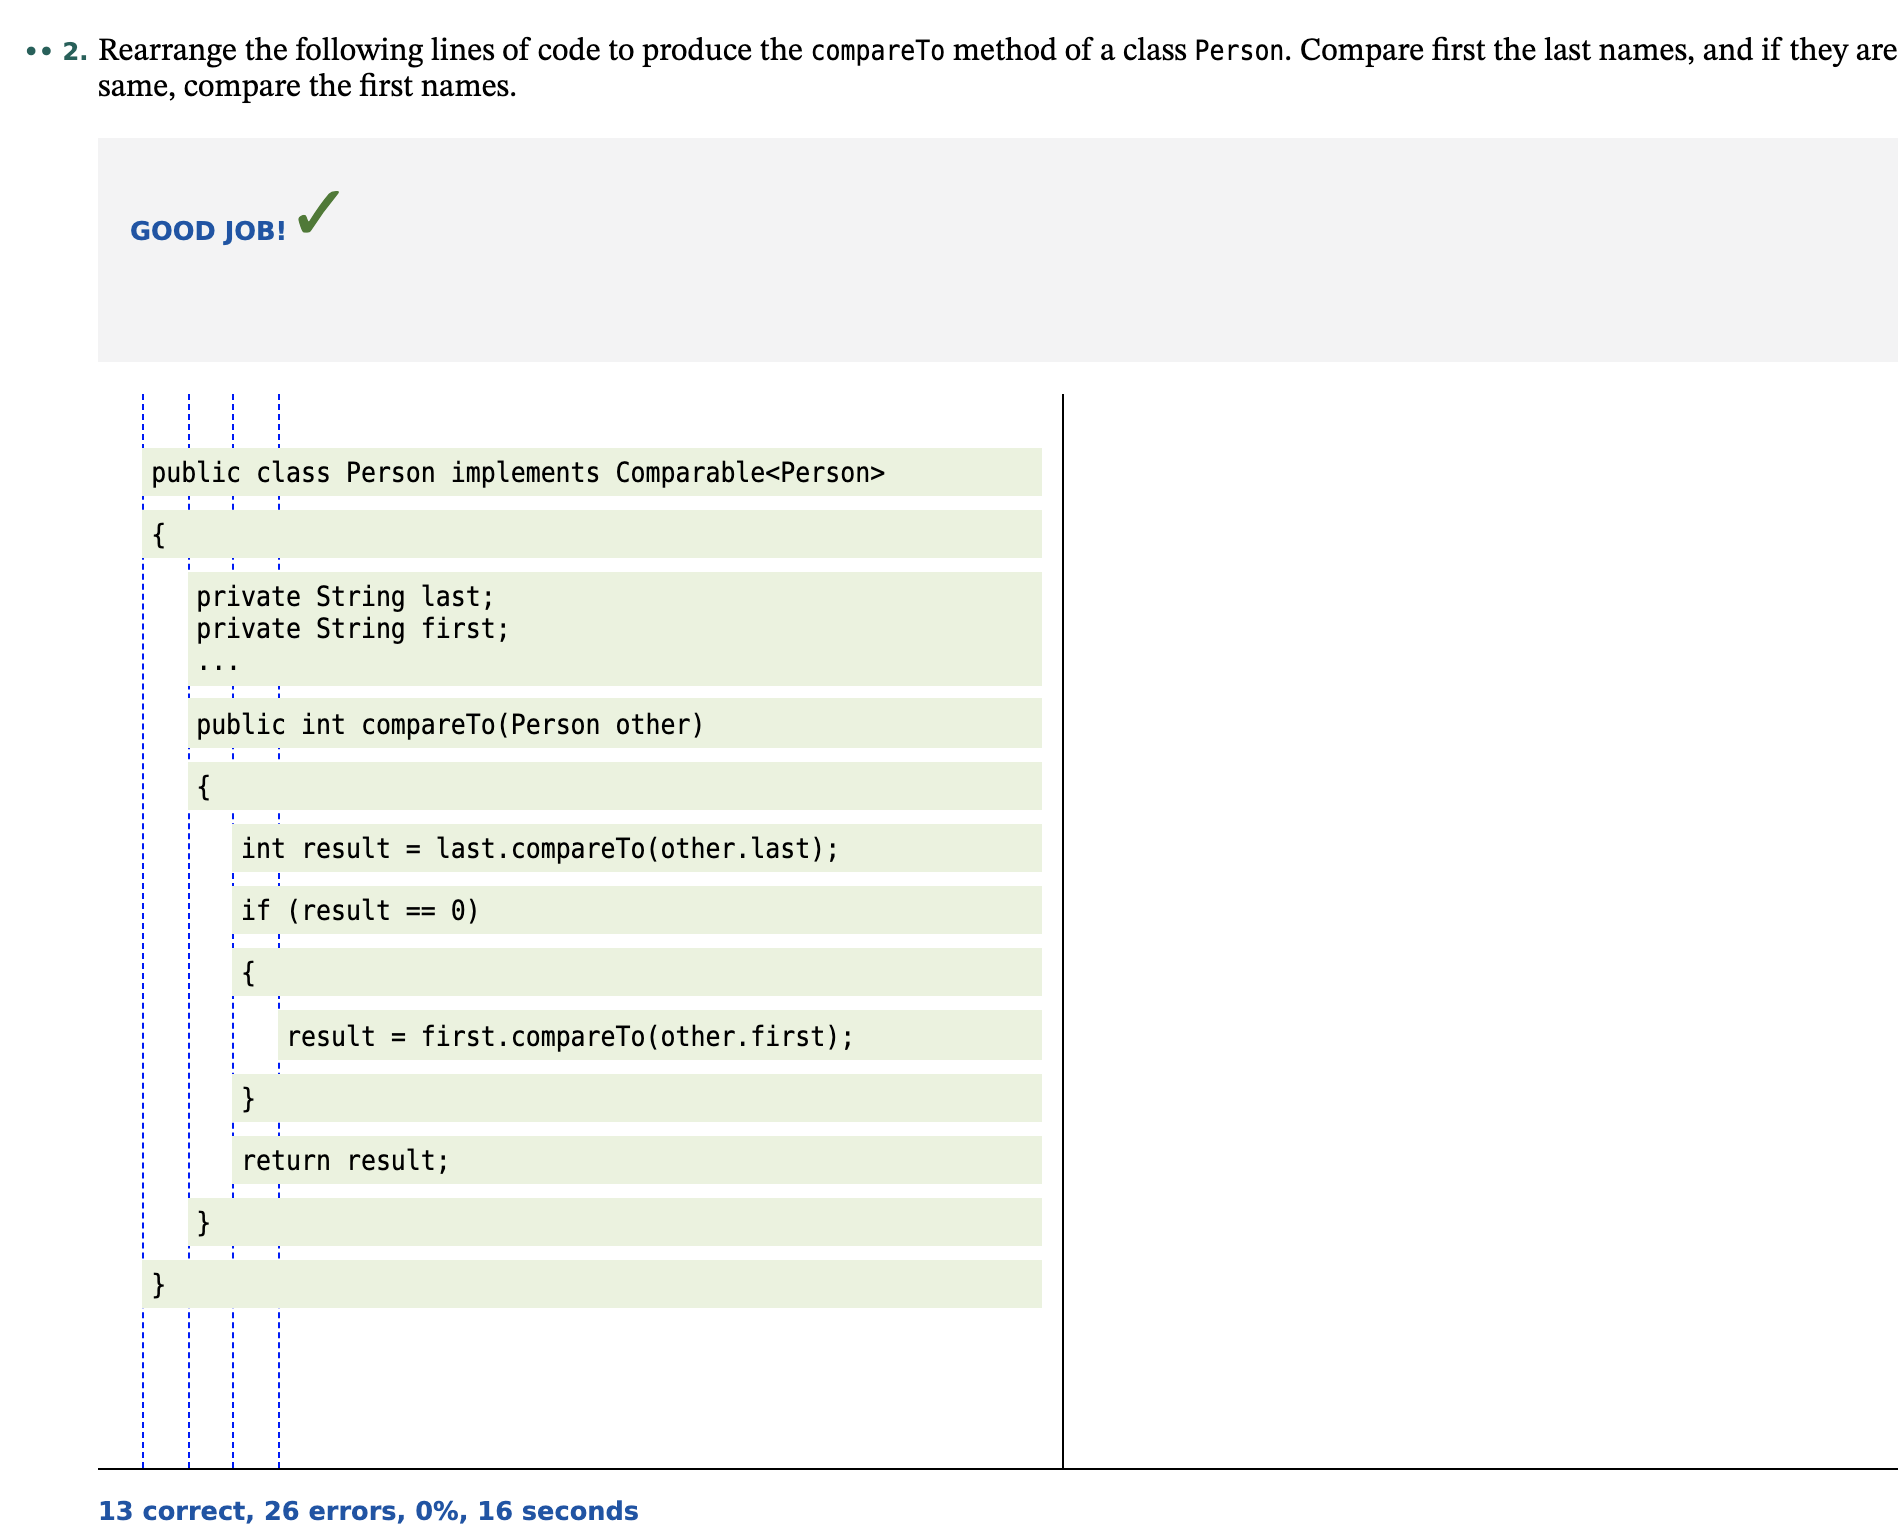 •• 2. Rearrange the following lines of code to produce the compareTo method of a class Person. Compare first the last names, and if they are
same, compare the first names.
GOOD JOB! ✓
public class Person implements Comparable<Person>
{
private String last;
private String first;
...
public int compareTo(Person other)
{
int result = last.compareTo(other.last);
if (result == 0)
{
result = first.compareTo(other.first);
}
return result;
}
}
13 correct, 26 errors, 0%, 16 seconds